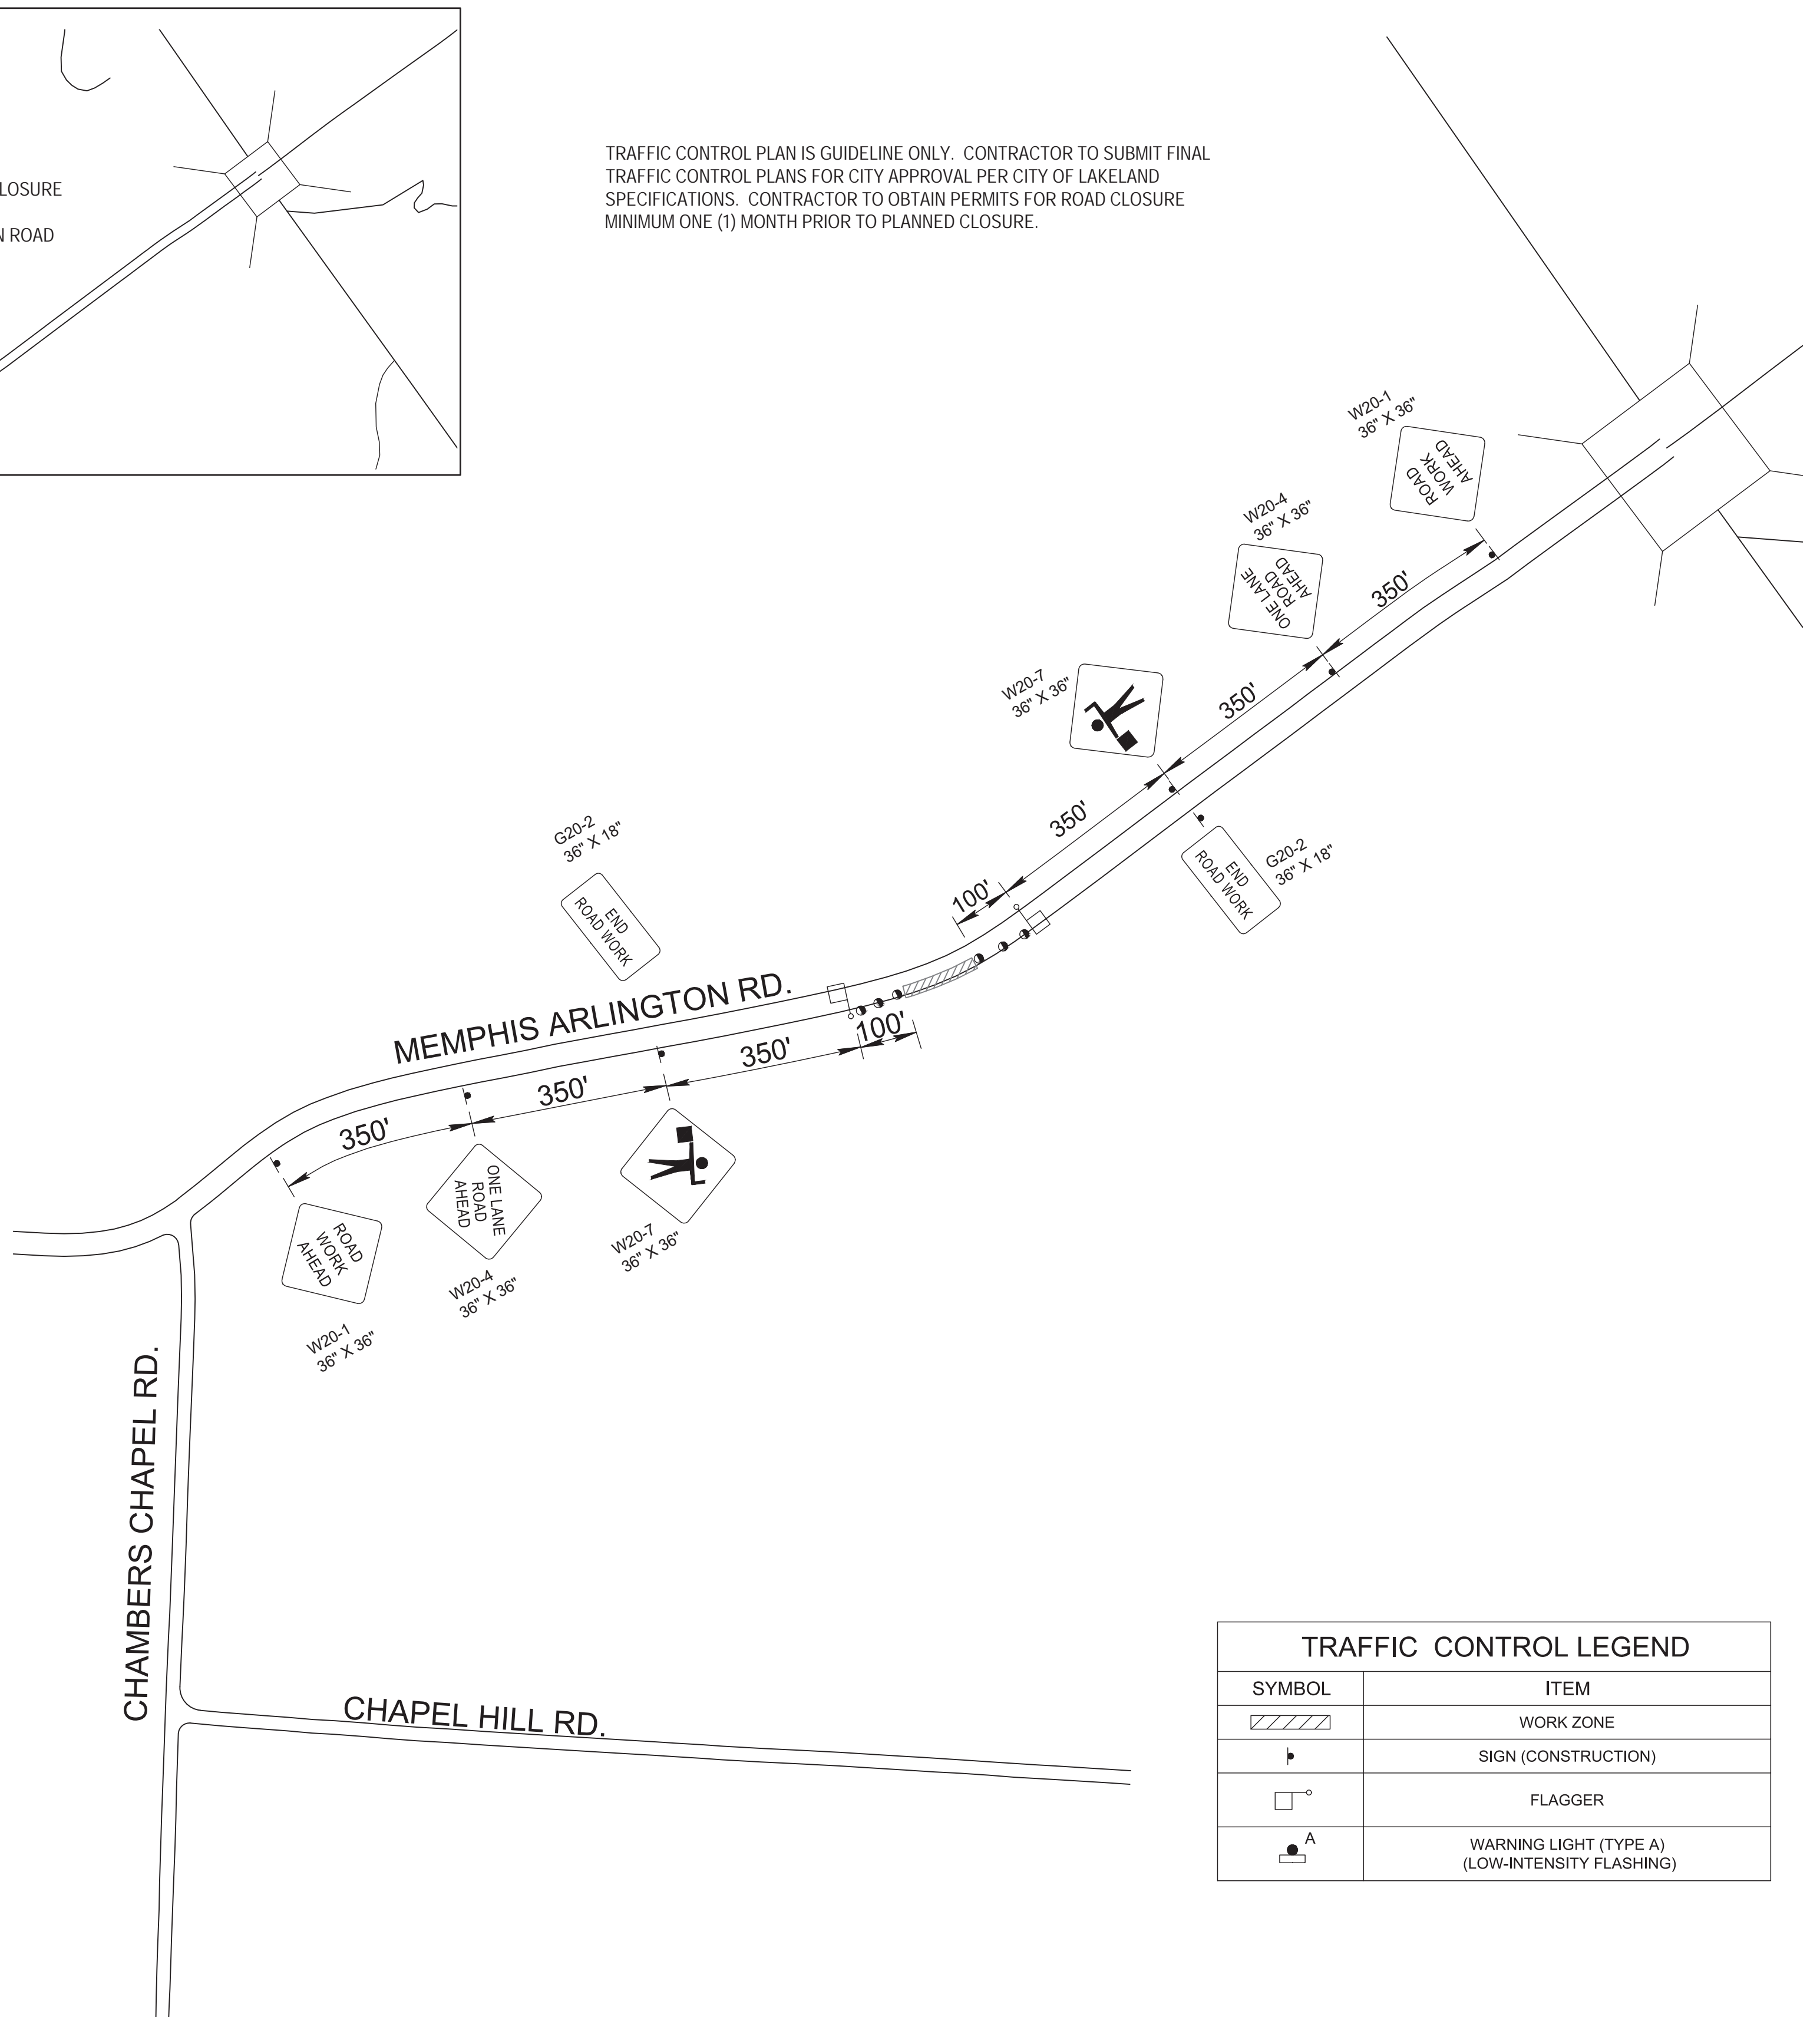 LOSURE
N ROAD
TRAFFIC CONTROL PLAN IS GUIDELINE ONLY. CONTRACTOR TO SUBMIT FINAL
TRAFFIC CONTROL PLANS FOR CITY APPROVAL PER CITY OF LAKELAND
SPECIFICATIONS. CONTRACTOR TO OBTAIN PERMITS FOR ROAD CLOSURE
MINIMUM ONE (1) MONTH PRIOR TO PLANNED CLOSURE.
W20-1
36" X 36"
ROAD
WORK
AHEAD
W20-4
36" X 36"
ONE LANE
ROAD
AHEAD
350'
W20-7
36" X 36"
350'
350'
G20-2
36" X 18"
END
ROAD WORK
100'
END
ROAD WORK
G20-2
36" X 18"
MEMPHIS ARLINGTON RD.
100'
350'
350'
350'
ROAD
WORK
AHEAD
W20-1
36" X 36"
ONE LANE
ROAD
AHEAD
W20-4
36" X 36"
W20-7
36" X 36"
CHAMBERS CHAPEL RD.
CHAPEL HILL RD.
TRAFFIC CONTROL LEGEND
SYMBOL ITEM
WORK ZONE
SIGN (CONSTRUCTION)
FLAGGER
A WARNING LIGHT (TYPE A)
(LOW-INTENSITY FLASHING)